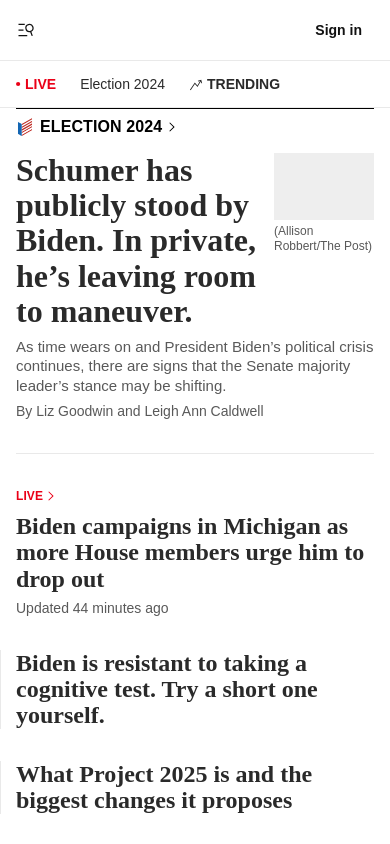 Sign in
LIVE
Election 2024
TRENDING
ELECTION 2024
Schumer has
publicly stood by
Biden. In private,
he’s leaving room
to maneuver.
(Allison
Robbert/The Post)
As time wears on and President Biden’s political crisis
continues, there are signs that the Senate majority
leader’s stance may be shifting.
By Liz Goodwin and Leigh Ann Caldwell
LIVE
Biden campaigns in Michigan as
more House members urge him to
drop out
Updated 44 minutes ago
Biden is resistant to taking a
cognitive test. Try a short one
yourself.
What Project 2025 is and the
biggest changes it proposes